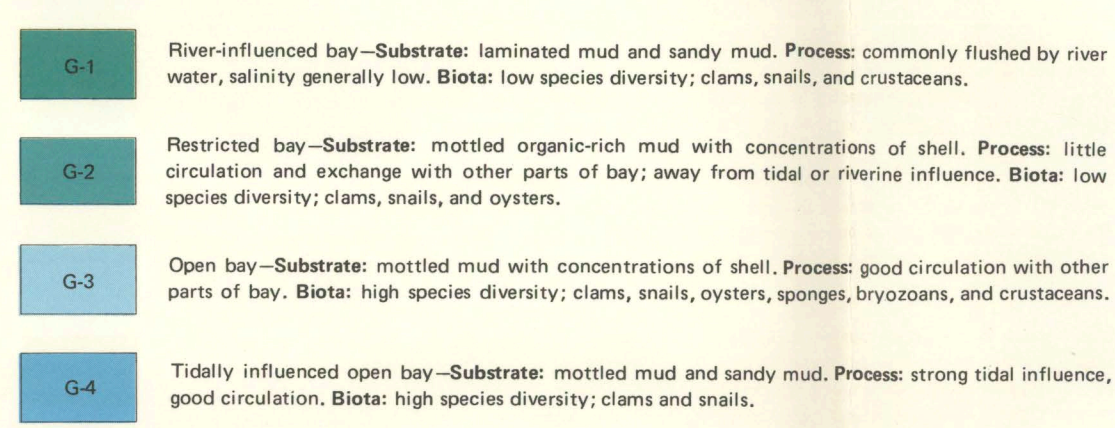 G-1
River-influenced bay—Substrate: laminated mud and sandy mud. Process: commonly flushed by river
water, salinity generally low. Biota: low species diversity; clams, snails, and crustaceans.
G-2
Restricted bay—Substrate: mottled organic-rich mud with concentrations of shell. Process: little
circulation and exchange with other parts of bay; away from tidal or riverine influence. Biota: low
species diversity; clams, snails, and oysters.
G-3
Open bay—Substrate: mottled mud with concentrations of shell. Process: good circulation with other
parts of bay. Biota: high species diversity; clams, snails, oysters, sponges, bryozoans, and crustaceans.
G-4
Tidally influenced open bay—Substrate: mottled mud and sandy mud. Process: strong tidal influence,
good circulation. Biota: high species diversity; clams and snails.